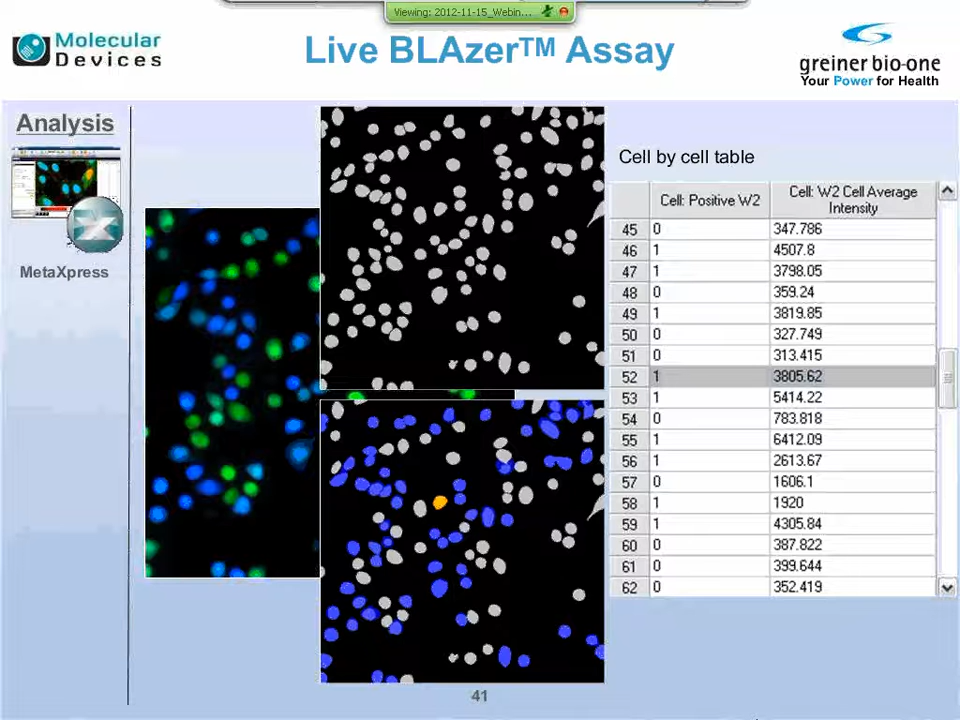 Viewing: 2012-11-15_Webin...
Molecular
Devices
Live BLAzer™ Assay
greiner bio-one
Your Power for Health
Analysis
MetaXpress
Cell by cell table
Cell: Positive W2 Cell: W2 Cell Average Intensity
45 0 347.786
46 1 4507.8
47 1 3798.05
48 0 359.24
49 1 3819.85
50 0 327.749
51 0 313.415
52 1 3805.62
53 1 5414.22
54 0 783.818
55 1 6412.09
56 1 2613.67
57 0 1606.1
58 1 1920
59 1 4305.84
60 0 387.822
61 0 399.644
62 0 352.419
41